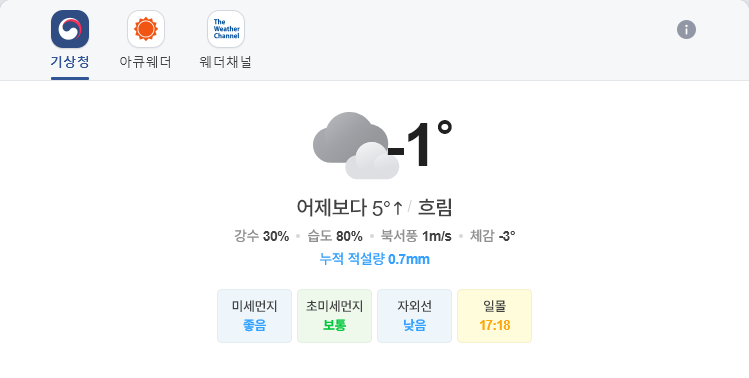 The
Weather
Channel
기상청 아큐웨더 웨더채널
-1°
어제보다 5°↑ / 흐림
강수 30% • 습도 80% • 북서풍 1m/s • 체감 -3°
누적 적설량 0.7mm
미세먼지 초미세먼지 자외선 일몰
좋음 보통 낮음 17:18